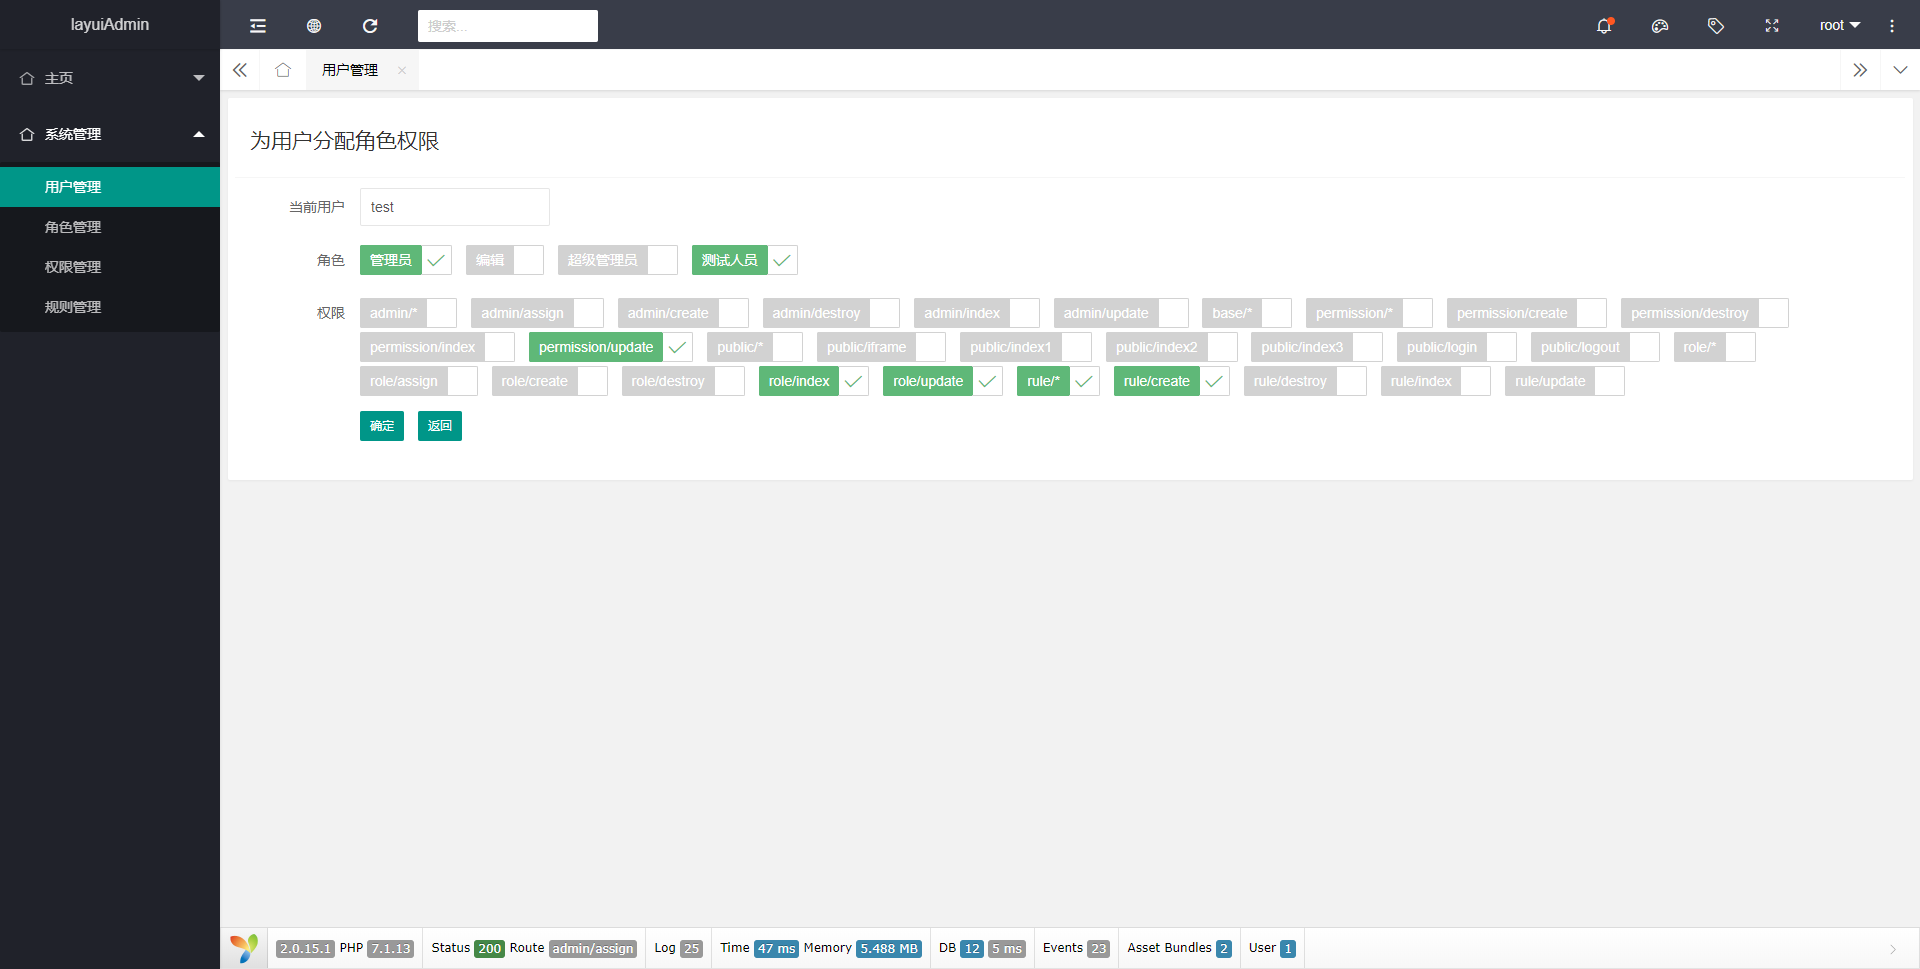 layuiAdmin
搜索...
root
主页
系统管理
用户管理
角色管理
权限管理
规则管理
用户管理
为用户分配角色权限
当前用户 test
角色 管理员 编辑 超级管理员 测试人员
权限 admin/* admin/assign admin/create admin/destroy admin/index admin/update base/* permission/* permission/create permission/destroy
permission/index permission/update public/* public/iframe public/index1 public/index2 public/index3 public/login public/logout role/*
role/assign role/create role/destroy role/index role/update rule/* rule/create rule/destroy rule/index rule/update
确定 返回
2.0.15.1 PHP 7.1.13 Status 200 Route admin/assign Log 25 Time 47 ms Memory 5.488 MB DB 12 5 ms Events 23 Asset Bundles 2 User 1